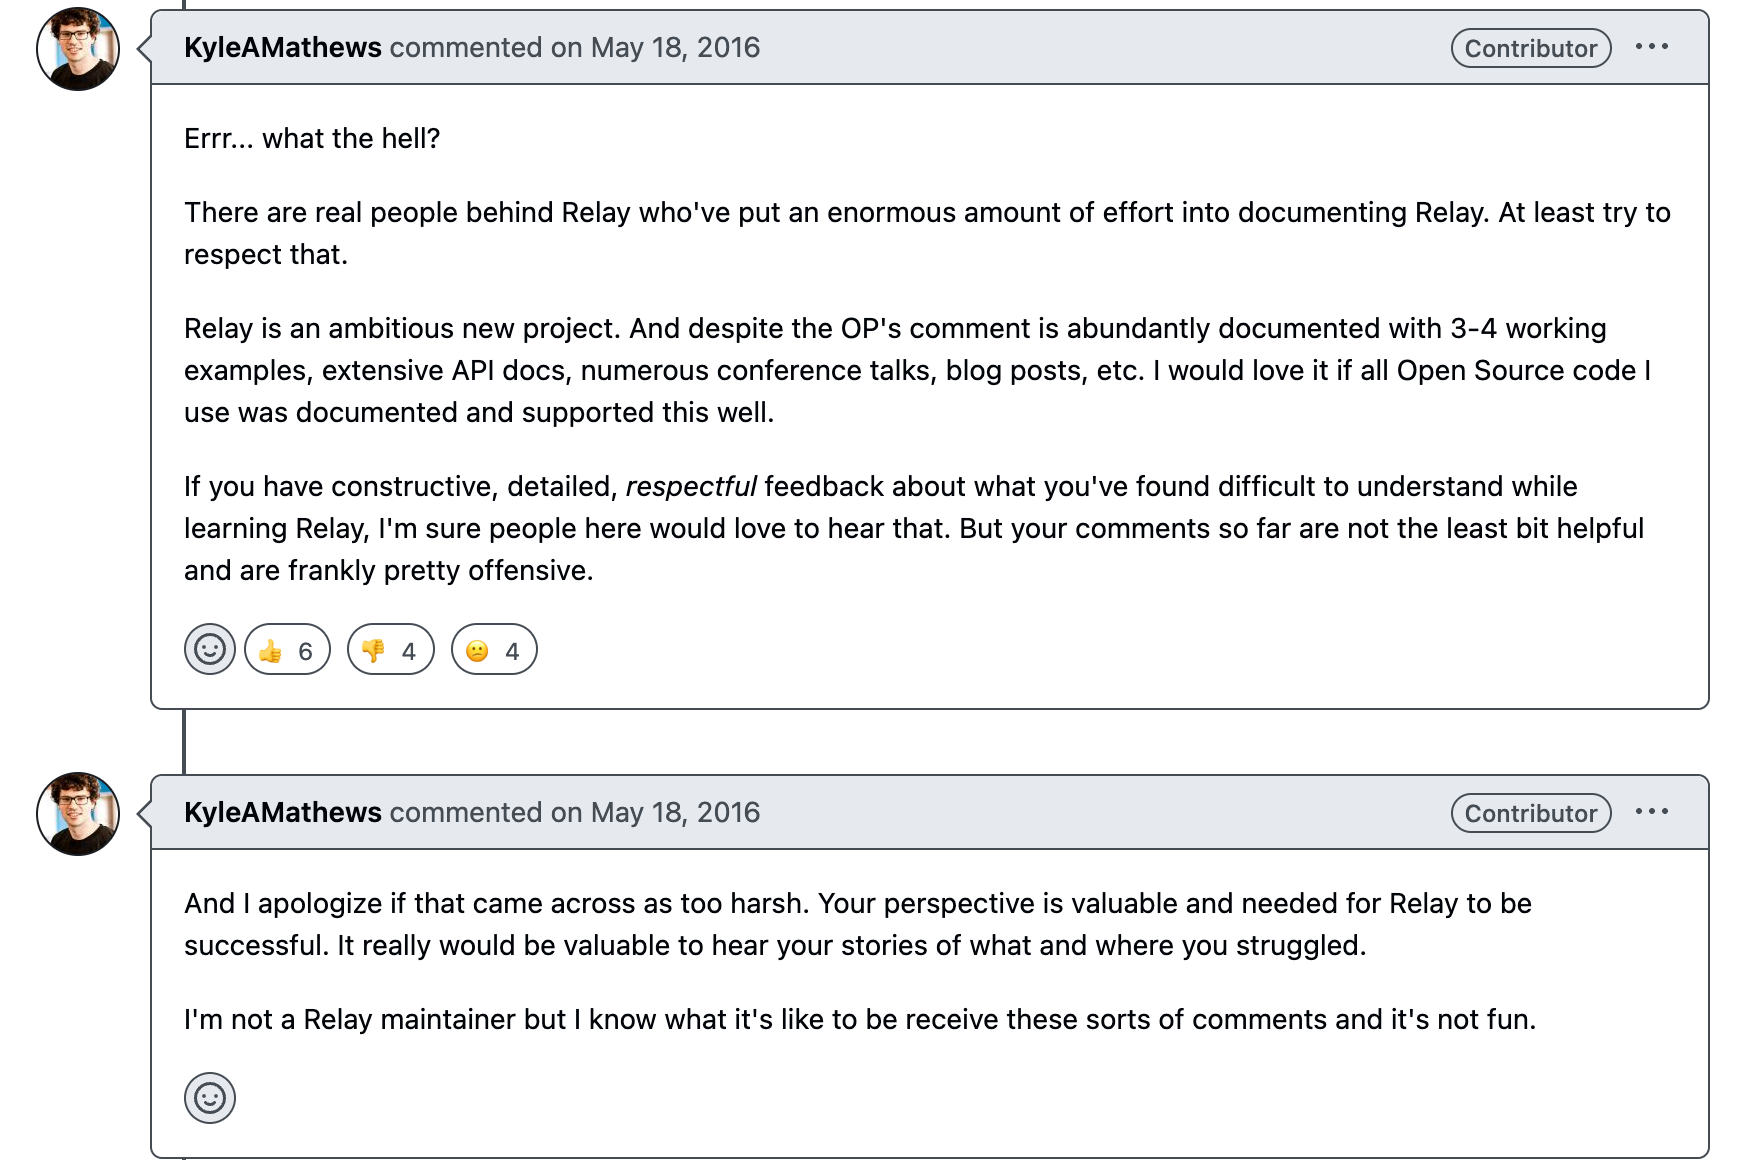 KyleAMathews commented on May 18, 2016
Contributor
Errr... what the hell?
There are real people behind Relay who've put an enormous amount of effort into documenting Relay. At least try to
respect that.
Relay is an ambitious new project. And despite the OP's comment is abundantly documented with 3-4 working
examples, extensive API docs, numerous conference talks, blog posts, etc. I would love it if all Open Source code I
use was documented and supported this well.
If you have constructive, detailed, respectful feedback about what you've found difficult to understand while
learning Relay, I'm sure people here would love to hear that. But your comments so far are not the least bit helpful
and are frankly pretty offensive.
👍 6 👎 4 😕 4
KyleAMathews commented on May 18, 2016
Contributor
And I apologize if that came across as too harsh. Your perspective is valuable and needed for Relay to be
successful. It really would be valuable to hear your stories of what and where you struggled.
I'm not a Relay maintainer but I know what it's like to be receive these sorts of comments and it's not fun.